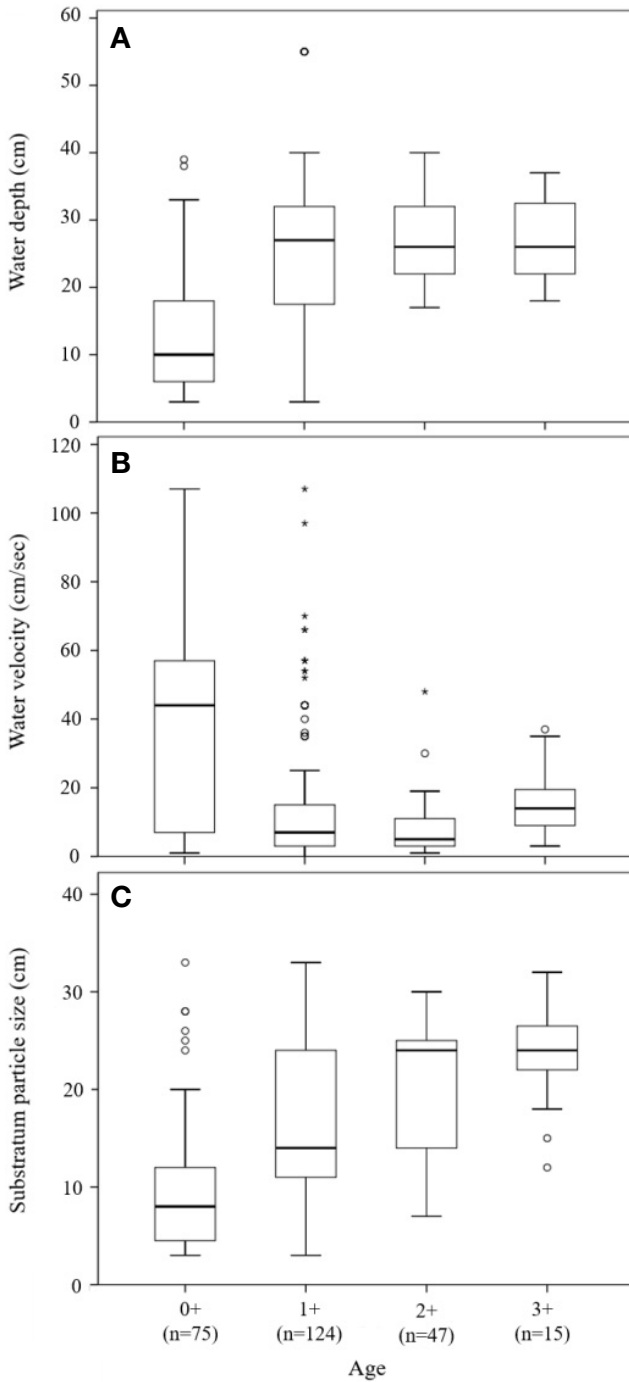 A
Water depth (cm)
60
50
40
30
20
10
0
B
Water velocity (cm/sec)
120
100
80
60
40
20
0
C
Substratum particle size (cm)
40
30
20
10
0
0+ 1+ 2+ 3+
(n=75) (n=124) (n=47) (n=15)
Age